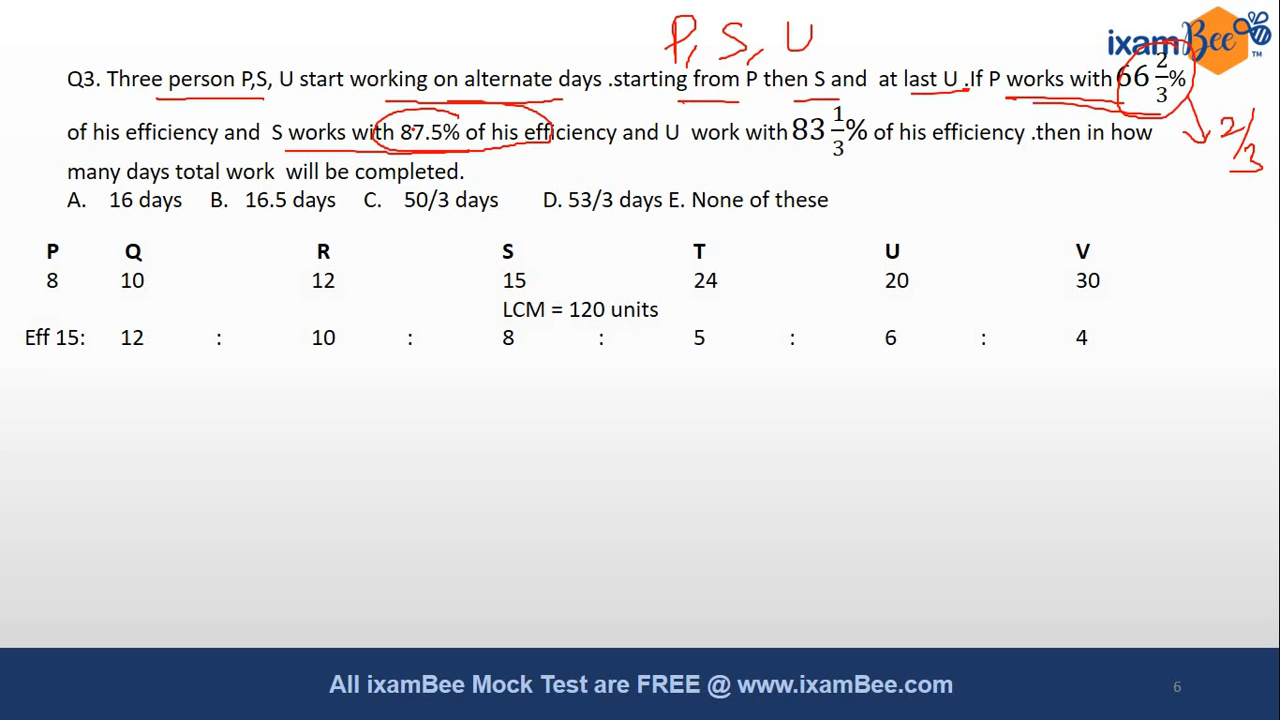 P, S, U
ixamBee
Q3. Three person P,S, U start working on alternate days .starting from P then S and at last U .If P works with 66 2/3%
of his efficiency and S works with 87.5% of his efficiency and U work with 83 1/3% of his efficiency .then in how
2/3
many days total work will be completed.
A. 16 days B. 16.5 days C. 50/3 days D. 53/3 days E. None of these
P Q R S T U V
8 10 12 15 24 20 30
LCM = 120 units
Eff 15: 12 : 10 : 8 : 5 : 6 : 4
All ixamBee Mock Test are FREE @ www.ixamBee.com
6